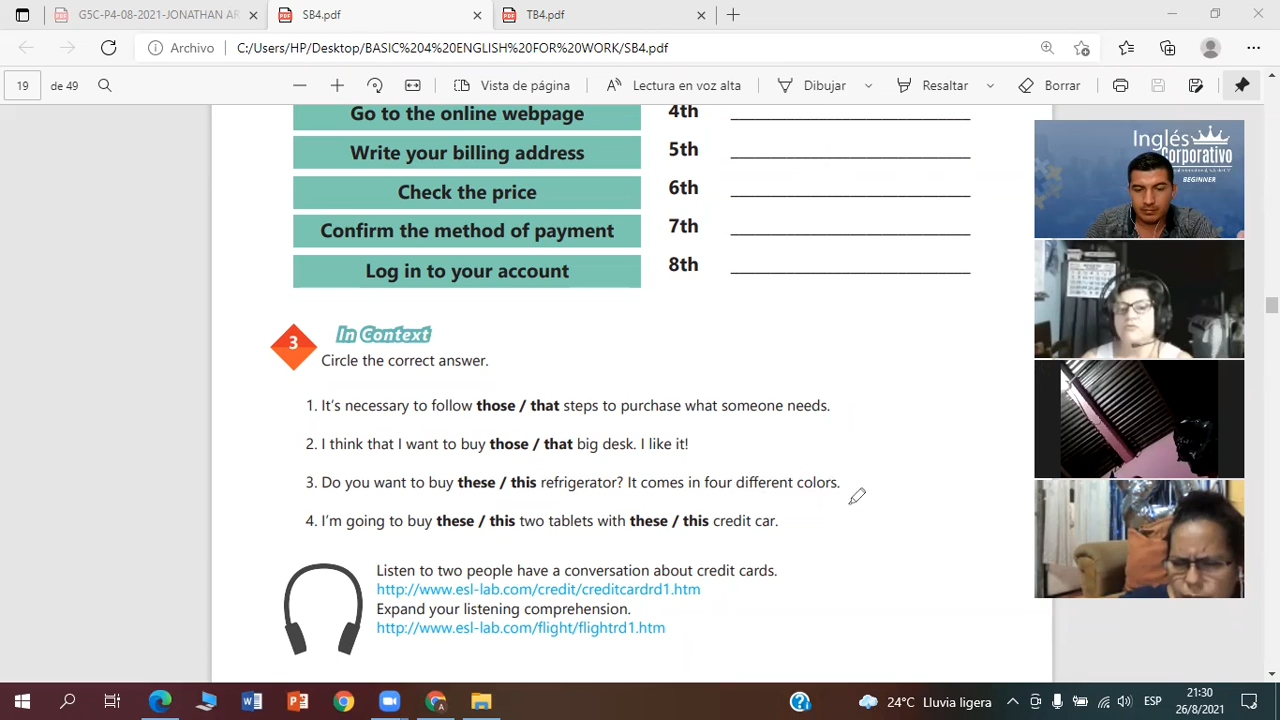 G5C-P4-08-2021-JONATHAN AR
SB4.pdf
TB4.pdf
Archivo
C:/Users/HP/Desktop/BASIC%204%20ENGLISH%20FOR%20WORK/SB4.pdf
19 de 49
Vista de página
Lectura en voz alta
Dibujar
Resaltar
Borrar
Go to the online webpage 4th ____
Write your billing address 5th ____
Check the price 6th ____
Confirm the method of payment 7th ____
Log in to your account 8th ____
3 In Context
Circle the correct answer.
1. It's necessary to follow those / that steps to purchase what someone needs.
2. I think that I want to buy those / that big desk. I like it!
3. Do you want to buy these / this refrigerator? It comes in four different colors.
4. I'm going to buy these / this two tablets with these / this credit car.
Listen to two people have a conversation about credit cards.
http://www.esl-lab.com/credit/creditcardrd1.htm
Expand your listening comprehension.
http://www.esl-lab.com/flight/flightrd1.htm
Inglés
Corporativo
BEGINNER
24°C Lluvia ligera
ESP
21:30
26/8/2021